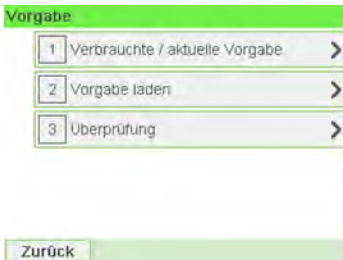 Vorgabe
1 Verbrauchte / aktuelle Vorgabe
2 Vorgabe laden
3 Überprüfung
Zurück